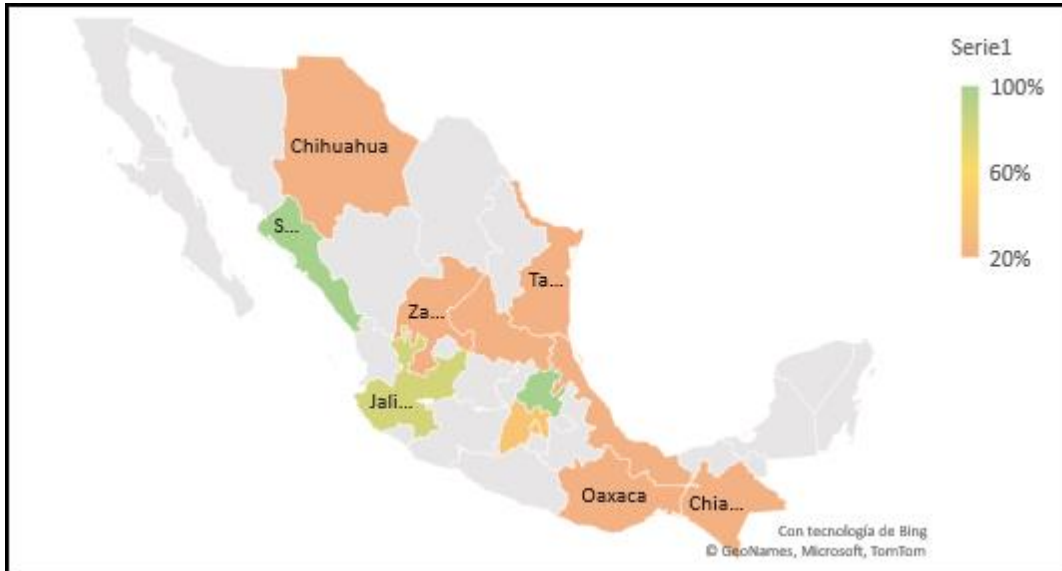 Serie1
100%
Chihuahua
60%
S...
20%
Ta...
Za...
Jali...
Oaxaca
Chia...
Con tecnología de Bing
© GeoNames, Microsoft, TomTom